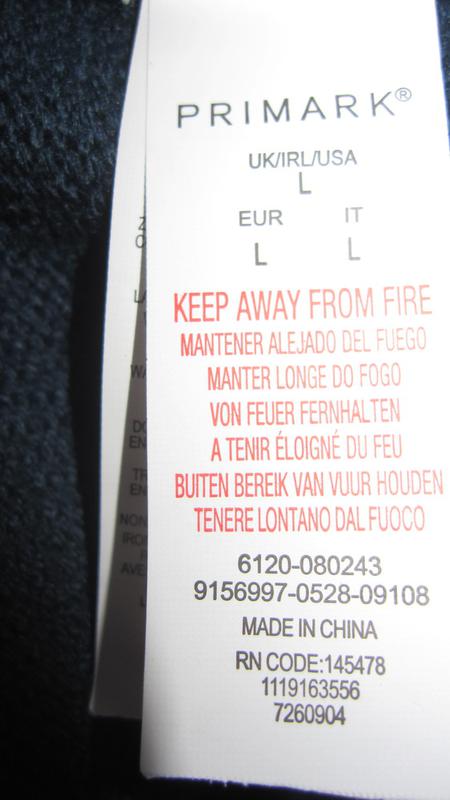 PRIMARK®
UK/IRL/USA
L
EUR IT
L L
KEEP AWAY FROM FIRE
MANTENER ALEJADO DEL FUEGO
MANTER LONGE DO FOGO
VON FEUER FERNHALTEN
A TENIR ÉLOIGNÉ DU FEU
BUITEN BEREIK VAN VUUR HOUDEN
TENERE LONTANO DAL FUOCO
6120-080243
9156997-0528-09108
MADE IN CHINA
RN CODE:145478
1119163556
7260904